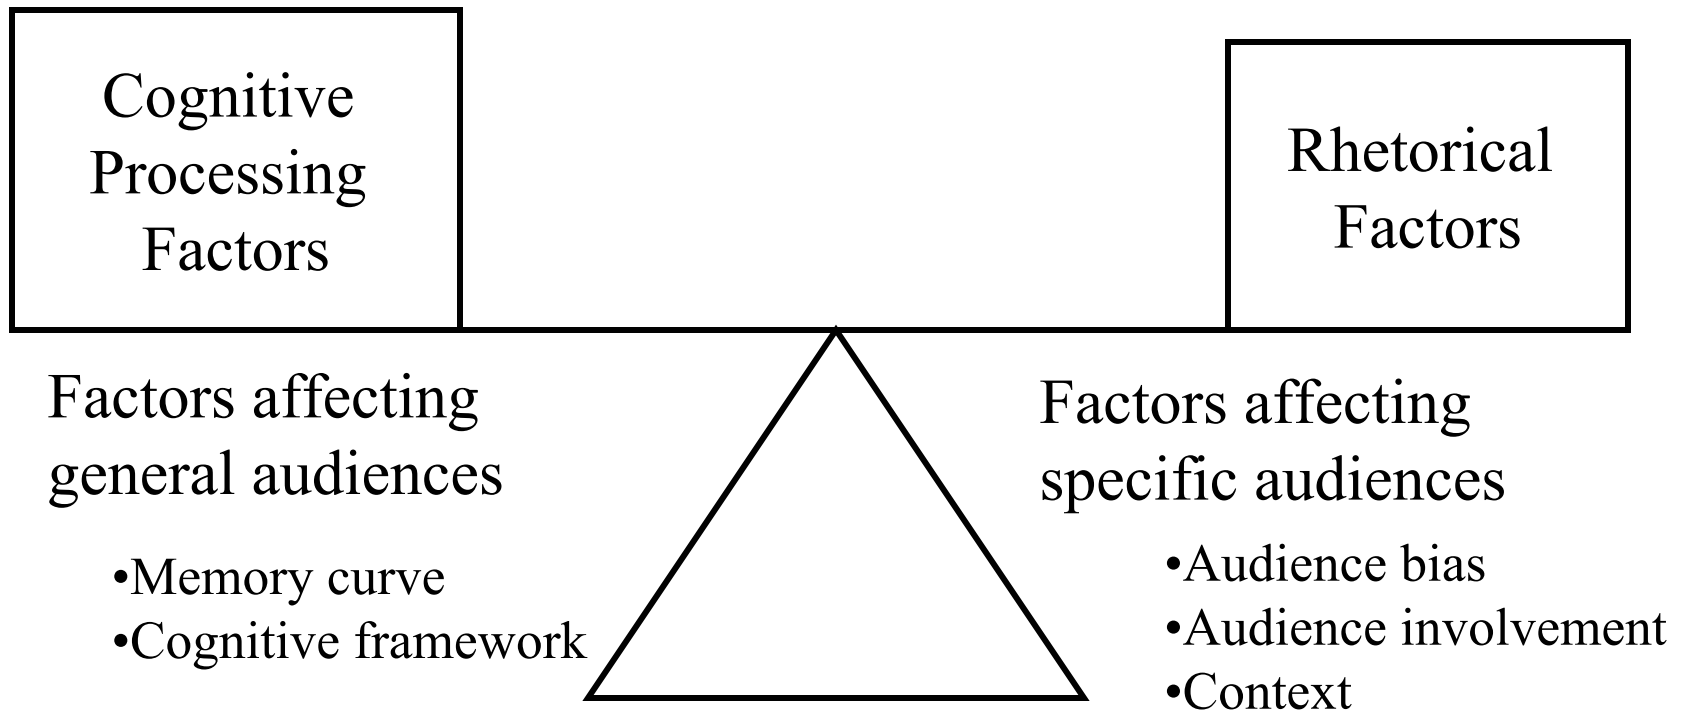 Cognitive
Processing
Factors
Rhetorical
Factors
Factors affecting
general audiences
•Memory curve
•Cognitive framework
Factors affecting
specific audiences
•Audience bias
•Audience involvement
•Context